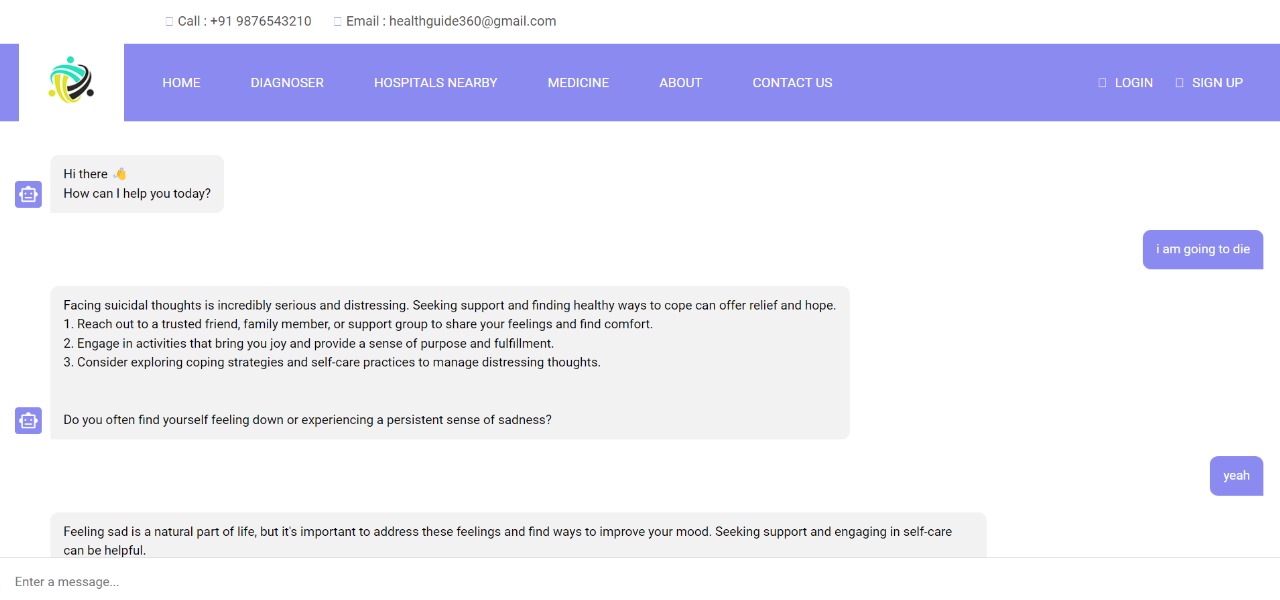 Call : +91 9876543210 Email : healthguide360@gmail.com
HOME DIAGNOSER HOSPITALS NEARBY MEDICINE ABOUT CONTACT US LOGIN SIGN UP
Hi there 👋
How can I help you today?
i am going to die
Facing suicidal thoughts is incredibly serious and distressing. Seeking support and finding healthy ways to cope can offer relief and hope.
1. Reach out to a trusted friend, family member, or support group to share your feelings and find comfort.
2. Engage in activities that bring you joy and provide a sense of purpose and fulfillment.
3. Consider exploring coping strategies and self-care practices to manage distressing thoughts.
Do you often find yourself feeling down or experiencing a persistent sense of sadness?
yeah
Feeling sad is a natural part of life, but it's important to address these feelings and find ways to improve your mood. Seeking support and engaging in self-care
can be helpful.
Enter a message...